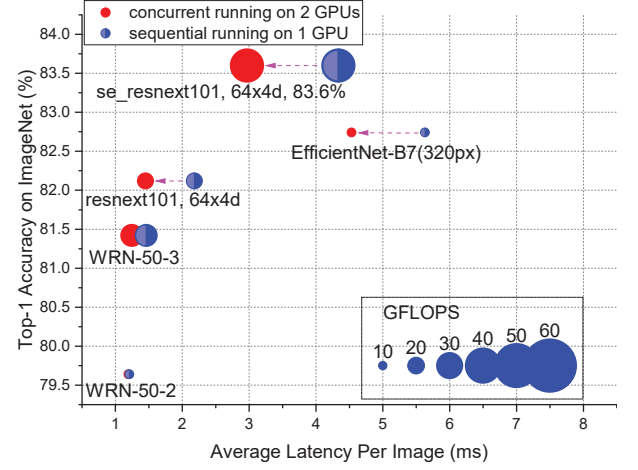 concurrent running on 2 GPUs
sequential running on 1 GPU
Top-1 Accuracy on ImageNet (%)
84.0
83.5
83.0
82.5
82.0
81.5
81.0
80.5
80.0
79.5
se_resnext101, 64x4d, 83.6%
EfficientNet-B7(320px)
resnext101, 64x4d
WRN-50-3
WRN-50-2
GFLOPS
10 20 30 40 50 60
1 2 3 4 5 6 7 8
Average Latency Per Image (ms)